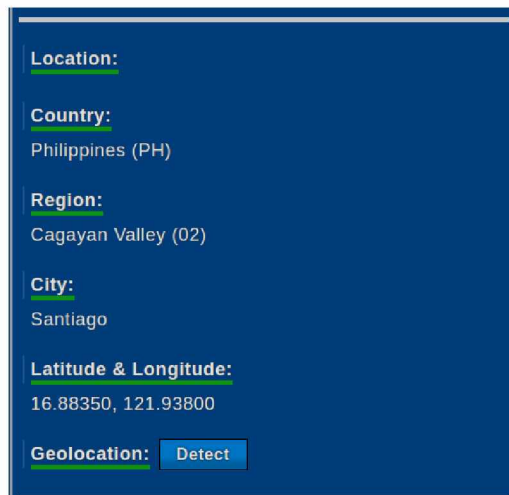 Location:
Country:
Philippines (PH)
Region:
Cagayan Valley (02)
City:
Santiago
Latitude & Longitude:
16.88350, 121.93800
Geolocation: Detect